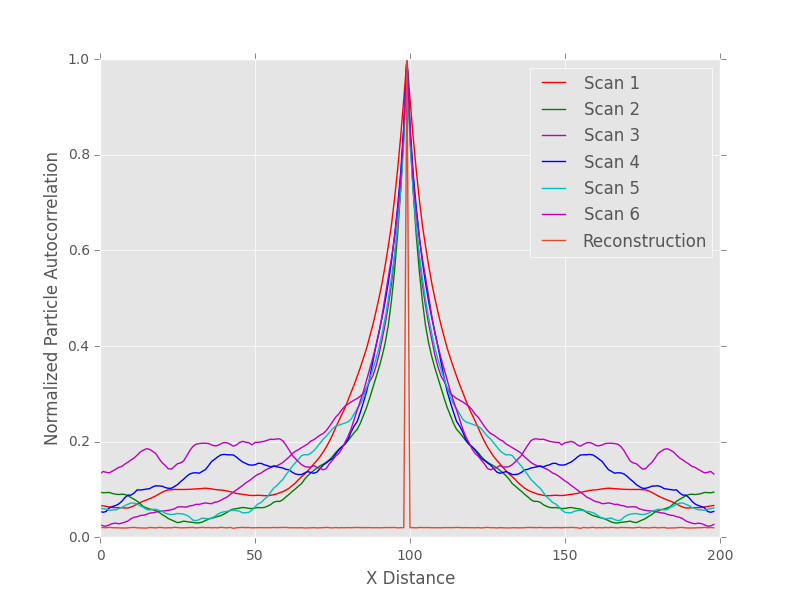 1.0
0.8
0.6
0.4
0.2
0.0
Normalized Particle Autocorrelation
Scan 1
Scan 2
Scan 3
Scan 4
Scan 5
Scan 6
Reconstruction
0
50
100
150
200
X Distance